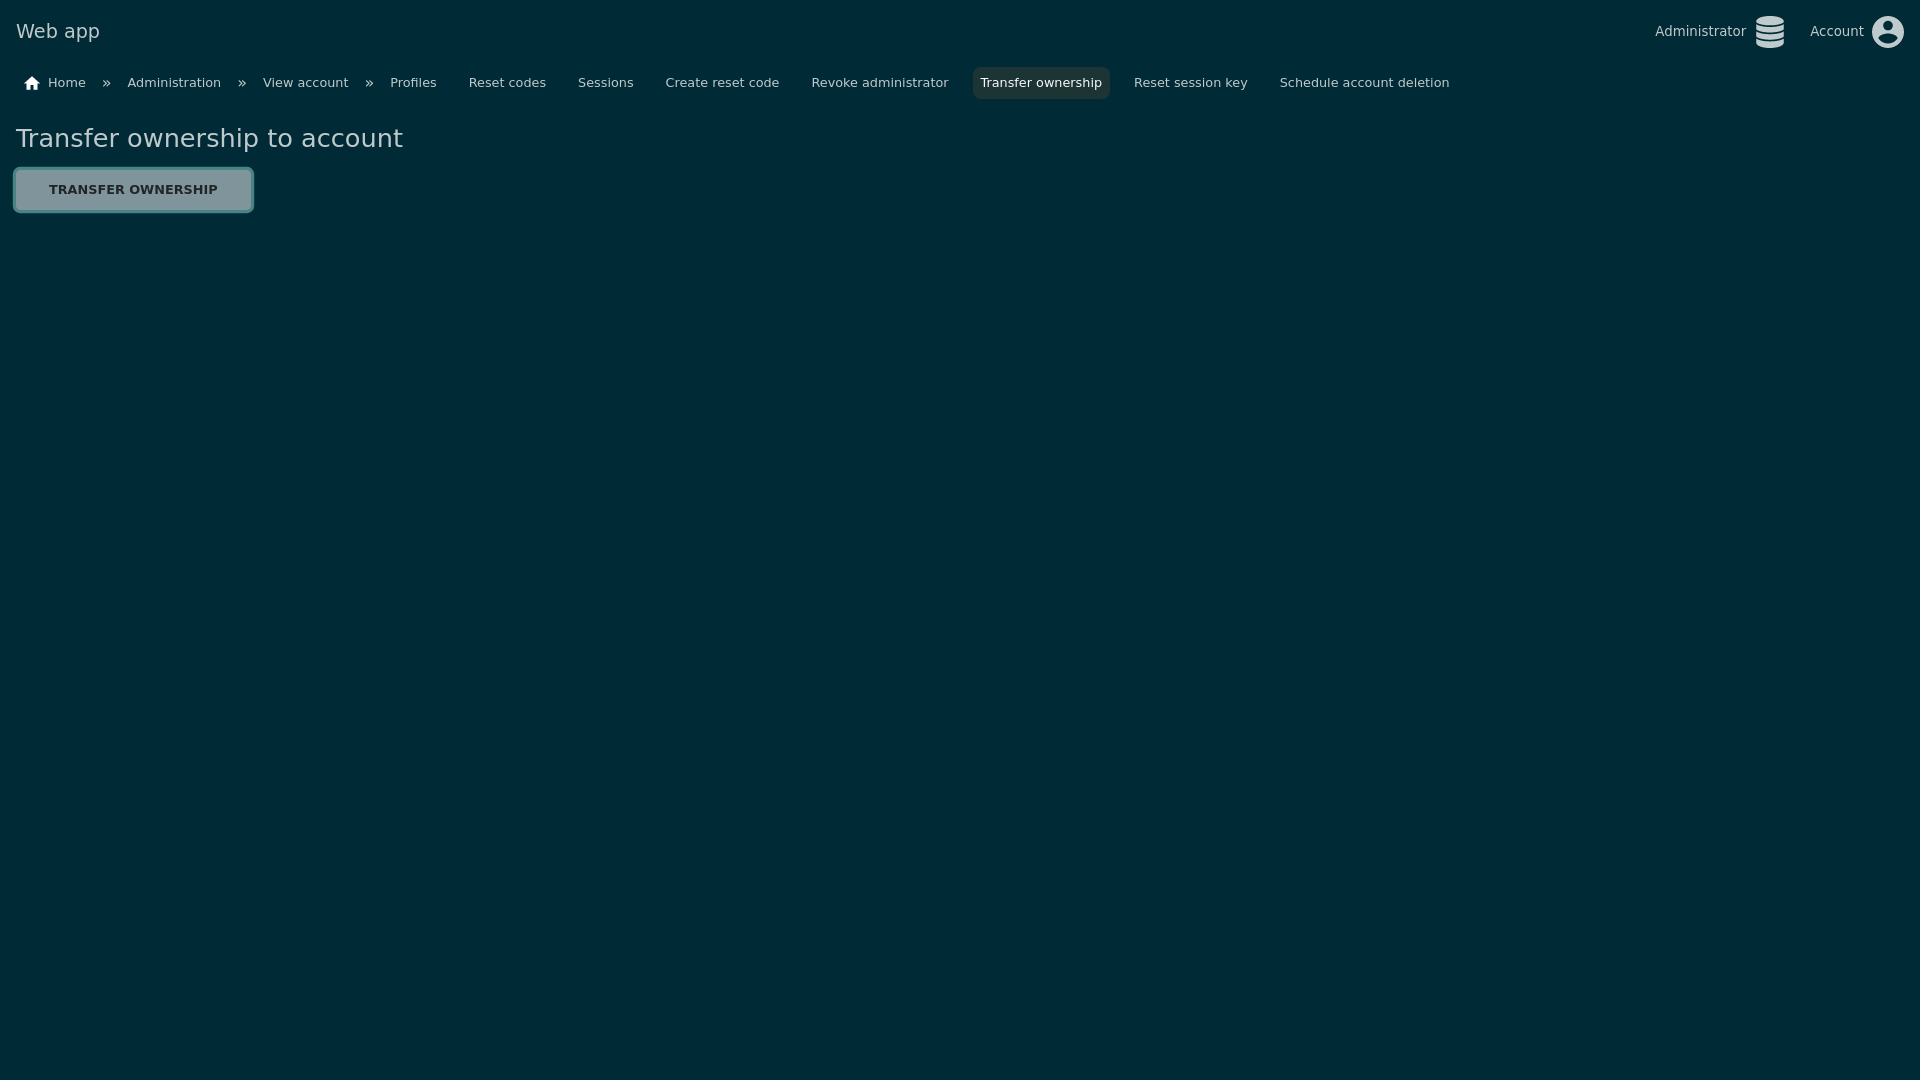 Web app
Administrator
Account
Home » Administration » View account » Profiles Reset codes Sessions Create reset code Revoke administrator Transfer ownership Reset session key Schedule account deletion
Transfer ownership to account
TRANSFER OWNERSHIP